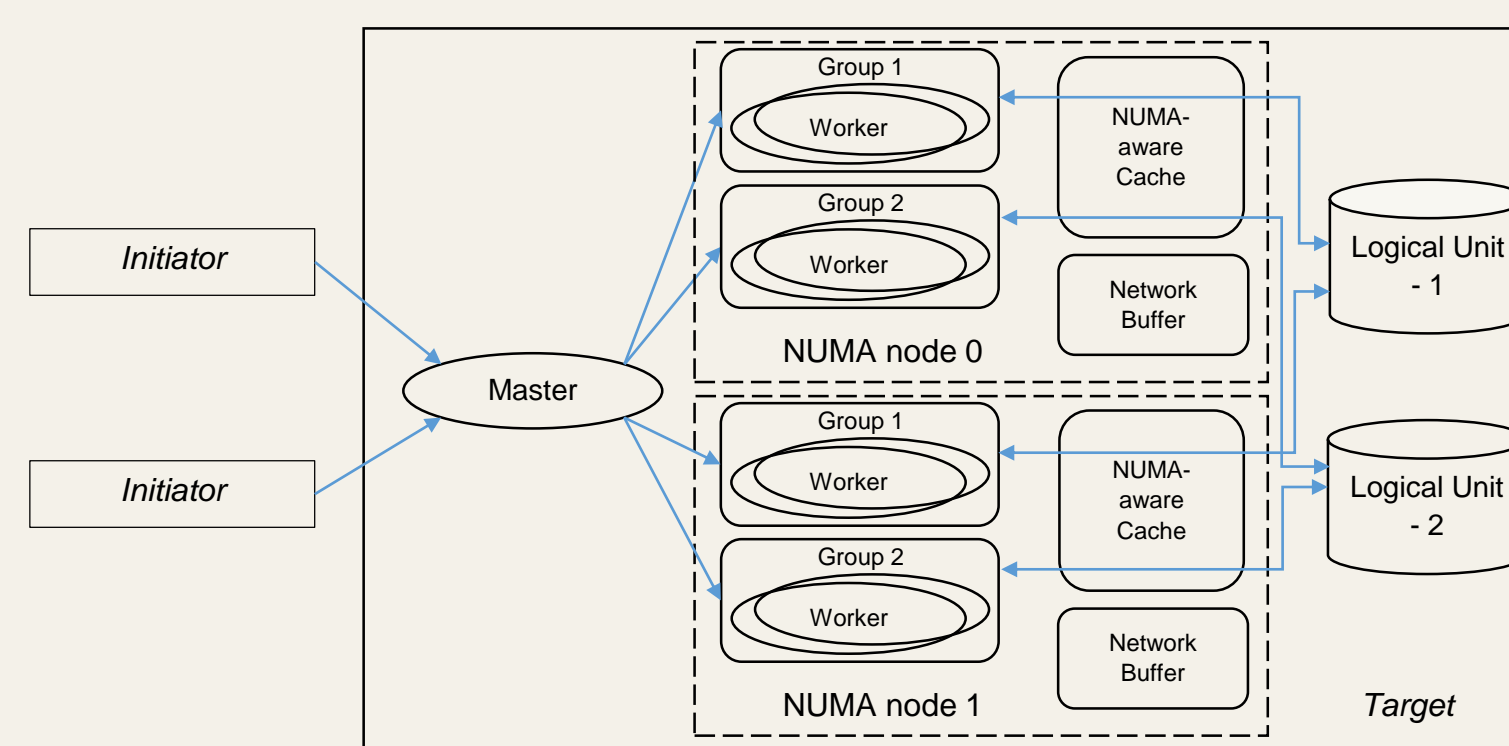 Initiator
Initiator
Master
Group 1
Worker
Group 2
Worker
NUMA-
aware
Cache
Network
Buffer
NUMA node 0
Group 1
Worker
Group 2
Worker
NUMA-
aware
Cache
Network
Buffer
NUMA node 1
Logical Unit
- 1
Logical Unit
- 2
Target